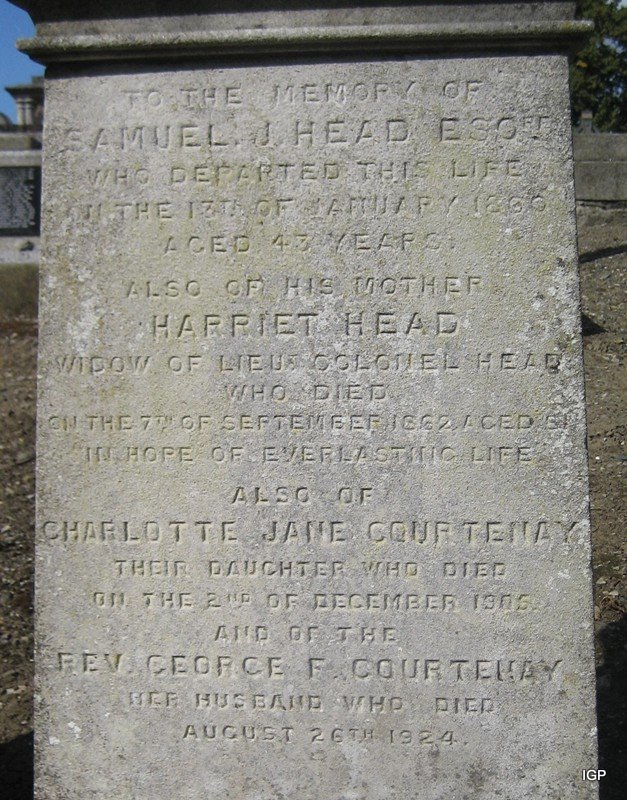 TO THE MEMORY OF
SAMUEL. J. HEAD ESQRE
WHO DEPARTED THIS LIFE
ON THE 13TH OF JANUARY
AGED 43 YEARS.
ALSO OF HIS MOTHER
HARRIET HEAD
WIDOW OF LIEUT COLONEL HEAD
WHO DIED
ON THE 7TH OF SEPTEMBER 1862 AGED
IN HOPE OF EVERLASTING LIFE
ALSO OF
CHARLOTTE JANE COURTENAY
THEIR DAUGHTER WHO DIED
ON THE 2ND OF DECEMBER 1905.
AND OF THE
REV. GEORGE F. COURTENAY
HER HUSBAND WHO DIED
AUGUST 26TH 1924.
IGP